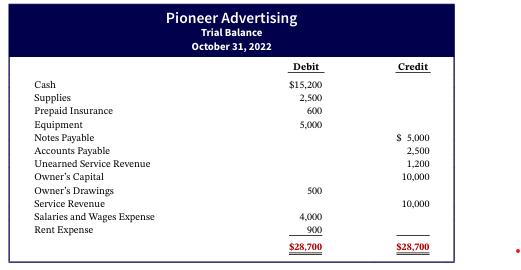 Pioneer Advertising
Trial Balance
October 31, 2022
Debit Credit
Cash $15,200
Supplies 2,500
Prepaid Insurance 600
Equipment 5,000
Notes Payable $ 5,000
Accounts Payable 2,500
Unearned Service Revenue 1,200
Owner's Capital 10,000
Owner's Drawings 500
Service Revenue 10,000
Salaries and Wages Expense 4,000
Rent Expense 900
$28,700 $28,700